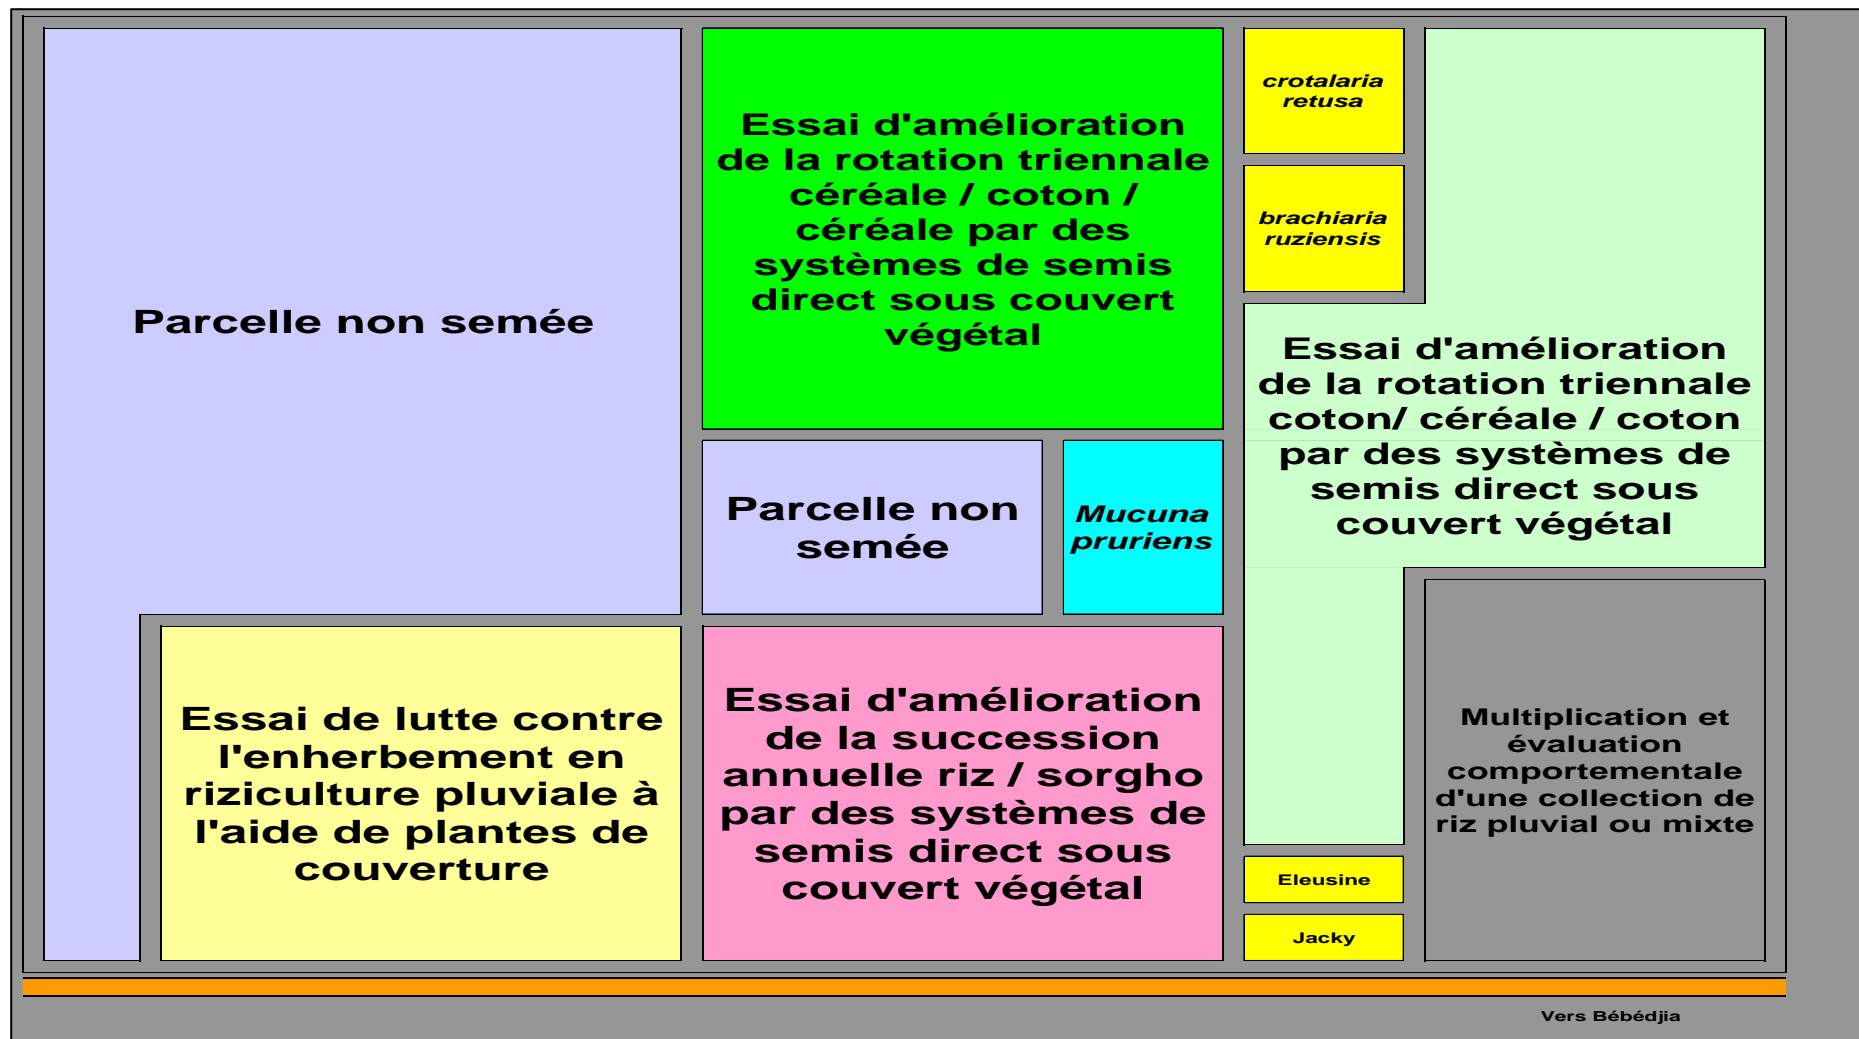 Parcelle non semée
Essai d'amélioration
de la rotation triennale
céréale / coton /
céréale par des
systèmes de semis
direct sous couvert
végétal
crotalaria
retusa
brachiaria
ruziensis
Essai d'amélioration
de la rotation triennale
coton/ céréale / coton
par des systèmes de
semis direct sous
couvert végétal
Parcelle non
semée
Mucuna
pruriens
Essai de lutte contre
l'enherbement en
riziculture pluviale à
l'aide de plantes de
couverture
Essai d'amélioration
de la succession
annuelle riz / sorgho
par des systèmes de
semis direct sous
couvert végétal
Multiplication et
évaluation
comportementale
d'une collection de
riz pluvial ou mixte
Eleusine
Jacky
Vers Bébédjia